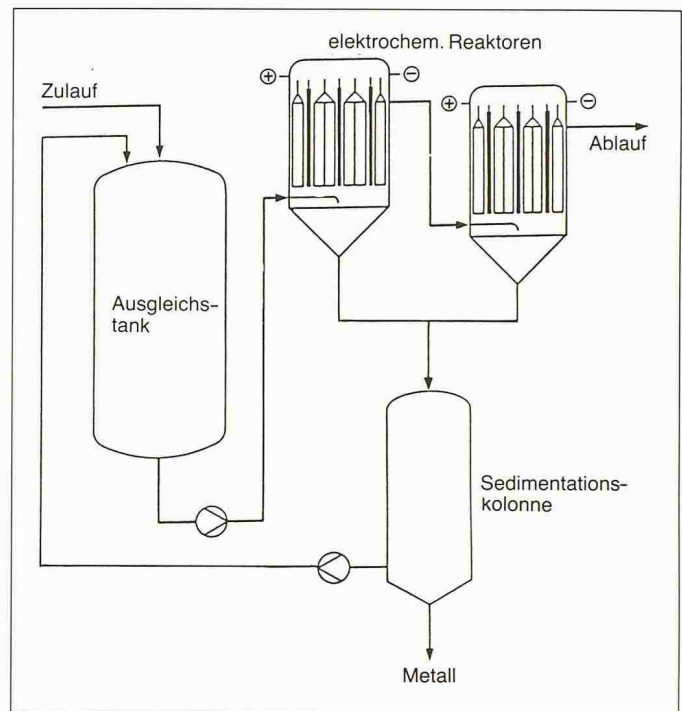 elektrochem. Reaktoren
⊕
⊖
⊕
⊖
Zulauf
Ablauf
Ausgleichs-
tank
Sedimentations-
kolonne
Metall